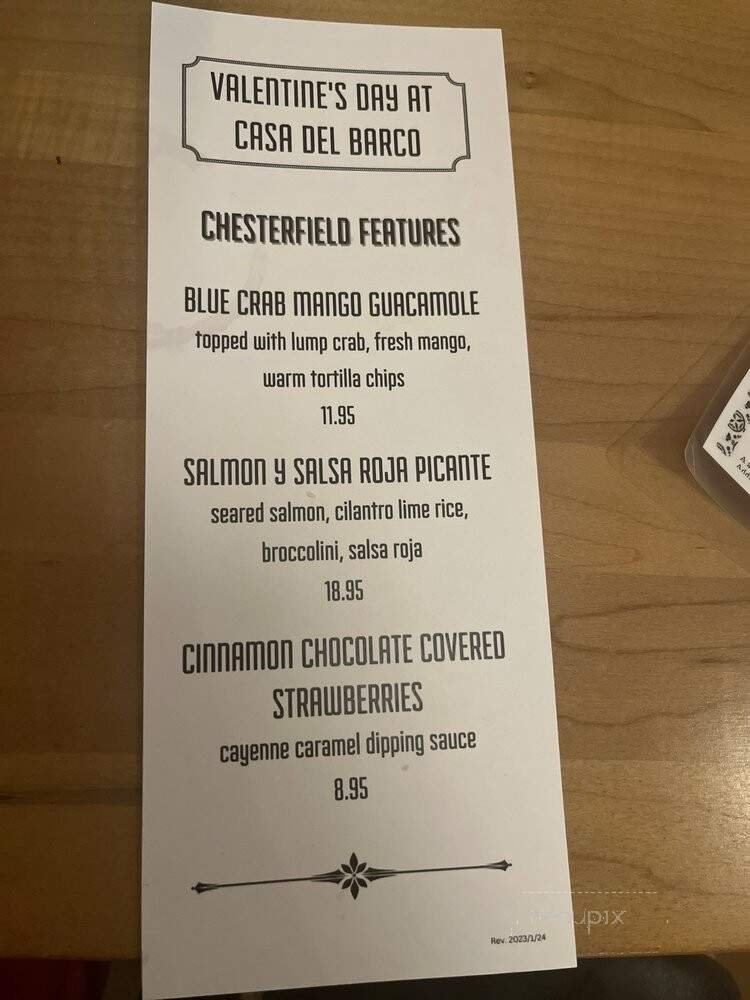 VALENTINE'S DAY AT
CASA DEL BARCO
CHESTERFIELD FEATURES
BLUE CRAB MANGO GUACAMOLE
topped with lump crab, fresh mango,
warm tortilla chips
11.95
SALMON Y SALSA ROJA PICANTE
seared salmon, cilantro lime rice,
broccolini, salsa roja
18.95
CINNAMON CHOCOLATE COVERED
STRAWBERRIES
cayenne caramel dipping sauce
8.95
Rev. 2023/1/24